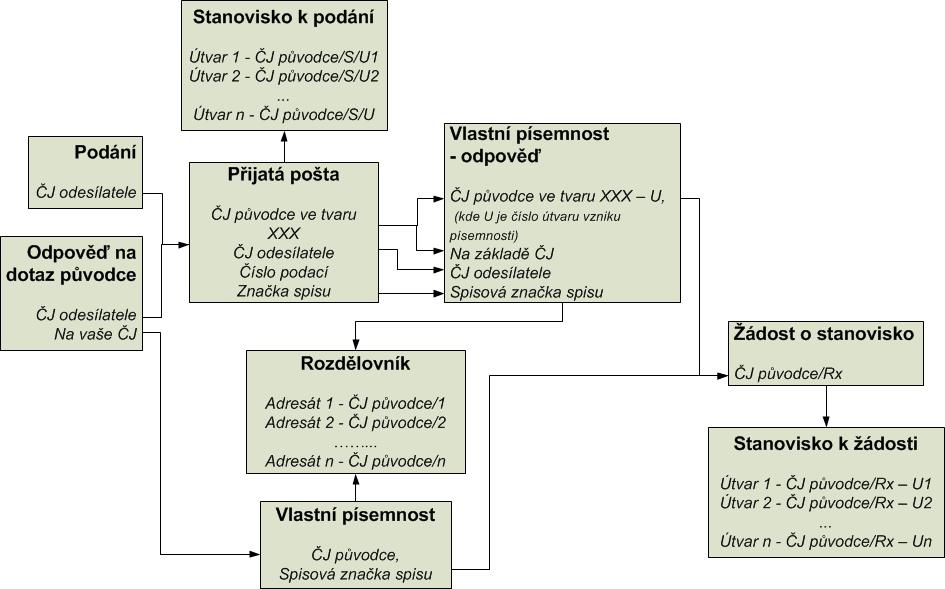 Stanovisko k podání
Útvar 1 - ČJ původce/S/U1
Útvar 2 - ČJ původce/S/U2
...
Útvar n - ČJ původce/S/U
Podání
ČJ odesílatele
Odpověď na
dotaz původce
ČJ odesílatele
Na vaše ČJ
Přijatá pošta
ČJ původce ve tvaru
XXX
ČJ odesílatele
Číslo podací
Značka spisu
Vlastní písemnost
- odpověď
ČJ původce ve tvaru XXX – U,
(kde U je číslo útvaru vzniku
písemnosti)
Na základě ČJ
ČJ odesílatele
Spisová značka spisu
Rozdělovník
Adresát 1 - ČJ původce/1
Adresát 2 - ČJ původce/2
……...
Adresát n - ČJ původce/n
Vlastní písemnost
ČJ původce,
Spisová značka spisu
Žádost o stanovisko
ČJ původce/Rx
Stanovisko k žádosti
Útvar 1 - ČJ původce/Rx – U1
Útvar 2 - ČJ původce/Rx – U2
...
Útvar n - ČJ původce/Rx – Un